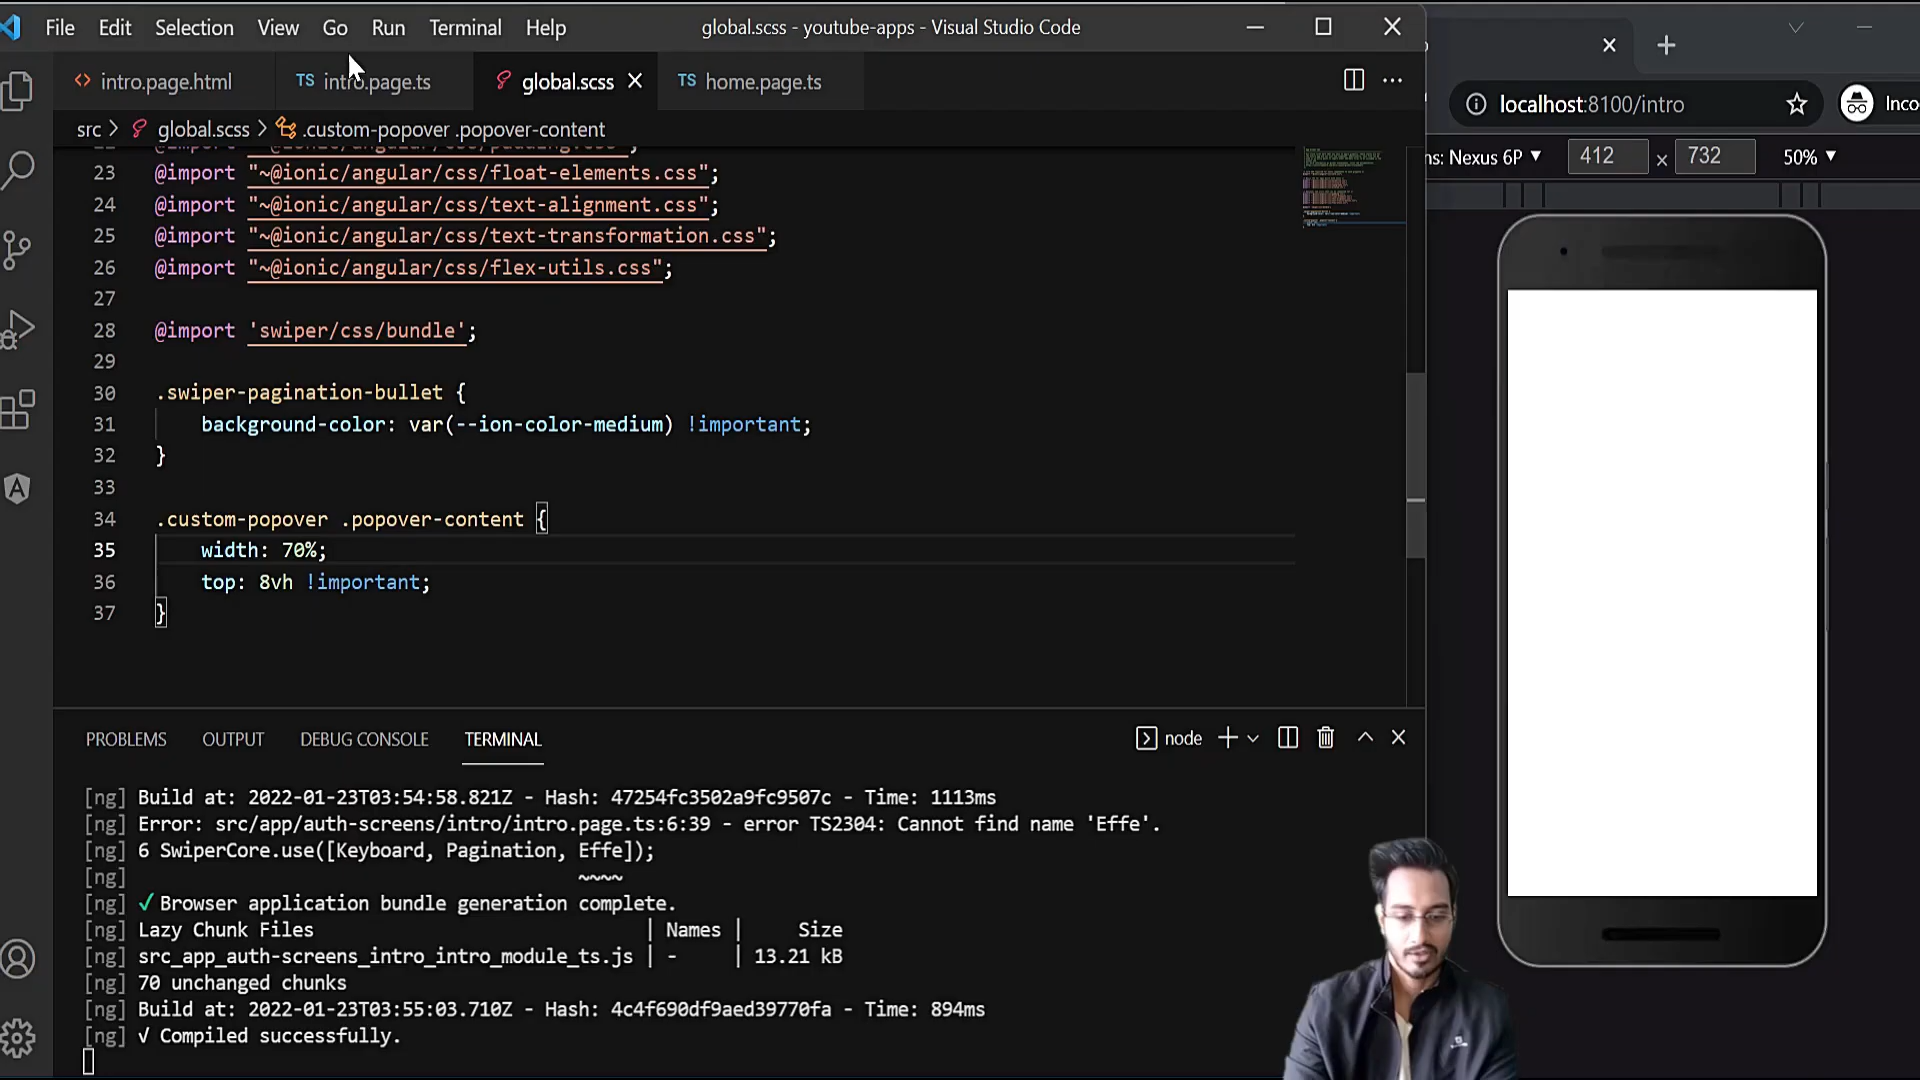 File Edit Selection View Go Run Terminal Help
global.scss - youtube-apps - Visual Studio Code
intro.page.html
TS intro.page.ts
global.scss
TS home.page.ts
src > global.scss > .custom-popover .popover-content
23 @import "~@ionic/angular/css/float-elements.css";
24 @import "~@ionic/angular/css/text-alignment.css";
25 @import "~@ionic/angular/css/text-transformation.css";
26 @import "~@ionic/angular/css/flex-utils.css";
27
28 @import 'swiper/css/bundle';
29
30 .swiper-pagination-bullet {
31 background-color: var(--ion-color-medium) !important;
32 }
33
34 .custom-popover .popover-content {
35 width: 70%;
36 top: 8vh !important;
37 }
PROBLEMS OUTPUT DEBUG CONSOLE TERMINAL
node
[ng] Build at: 2022-01-23T03:54:58.821Z - Hash: 47254fc3502a9fc9507c - Time: 1113ms
[ng] Error: src/app/auth-screens/intro/intro.page.ts:6:39 - error TS2304: Cannot find name 'Effe'.
[ng] 6 SwiperCore.use([Keyboard, Pagination, Effe]);
[ng] ~~~~
[ng] √ Browser application bundle generation complete.
[ng] Lazy Chunk Files | Names | Size
[ng] src_app_auth-screens_intro_intro_module_ts.js | - | 13.21 kB
[ng] 70 unchanged chunks
[ng] Build at: 2022-01-23T03:55:03.710Z - Hash: 4c4f690df9aed39770fa - Time: 894ms
[ng] √ Compiled successfully.
localhost:8100/intro
Inco
ns: Nexus 6P ▼ 412 × 732 50% ▼